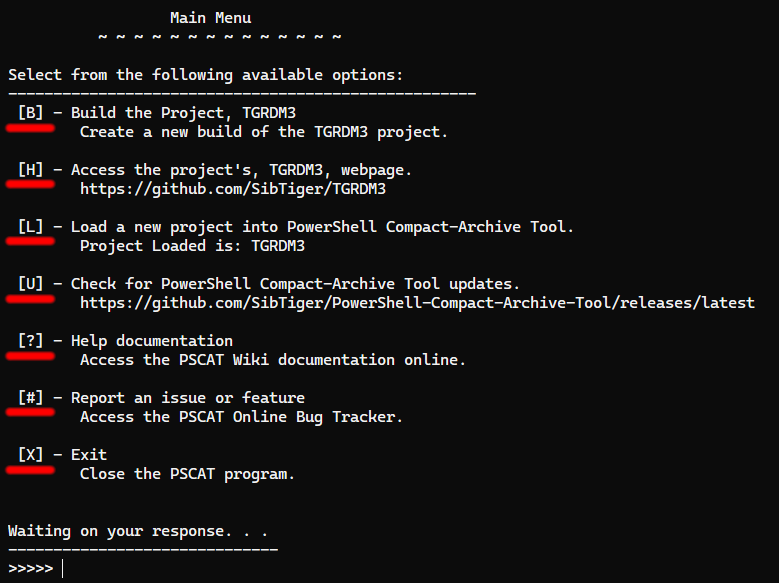 Main Menu
~ ~ ~ ~ ~ ~ ~ ~ ~ ~ ~ ~ ~ ~
Select from the following available options:
----------------------------------------------------
[B] - Build the Project, TGRDM3
Create a new build of the TGRDM3 project.
[H] - Access the project's, TGRDM3, webpage.
https://github.com/SibTiger/TGRDM3
[L] - Load a new project into PowerShell Compact-Archive Tool.
Project Loaded is: TGRDM3
[U] - Check for PowerShell Compact-Archive Tool updates.
https://github.com/SibTiger/PowerShell-Compact-Archive-Tool/releases/latest
[?] - Help documentation
Access the PSCAT Wiki documentation online.
[#] - Report an issue or feature
Access the PSCAT Online Bug Tracker.
[X] - Exit
Close the PSCAT program.
Waiting on your response. . .
------------------------------
>>>>>